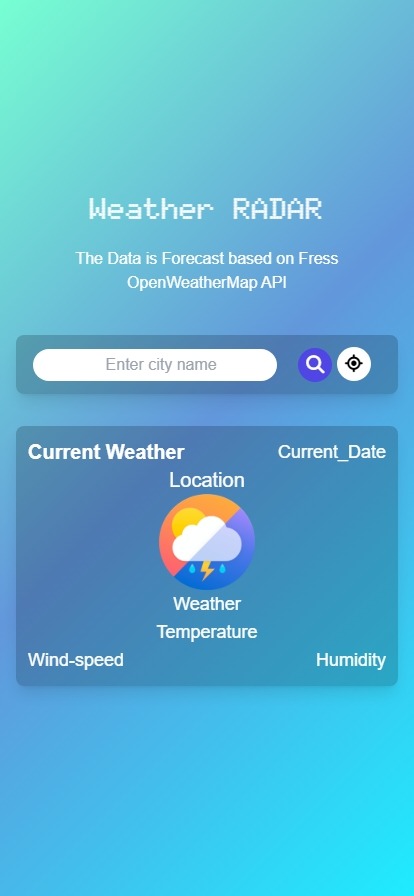 Weather RADAR
The Data is Forecast based on Fress
OpenWeatherMap API
Enter city name
Current Weather Current_Date
Location
Weather
Temperature
Wind-speed Humidity